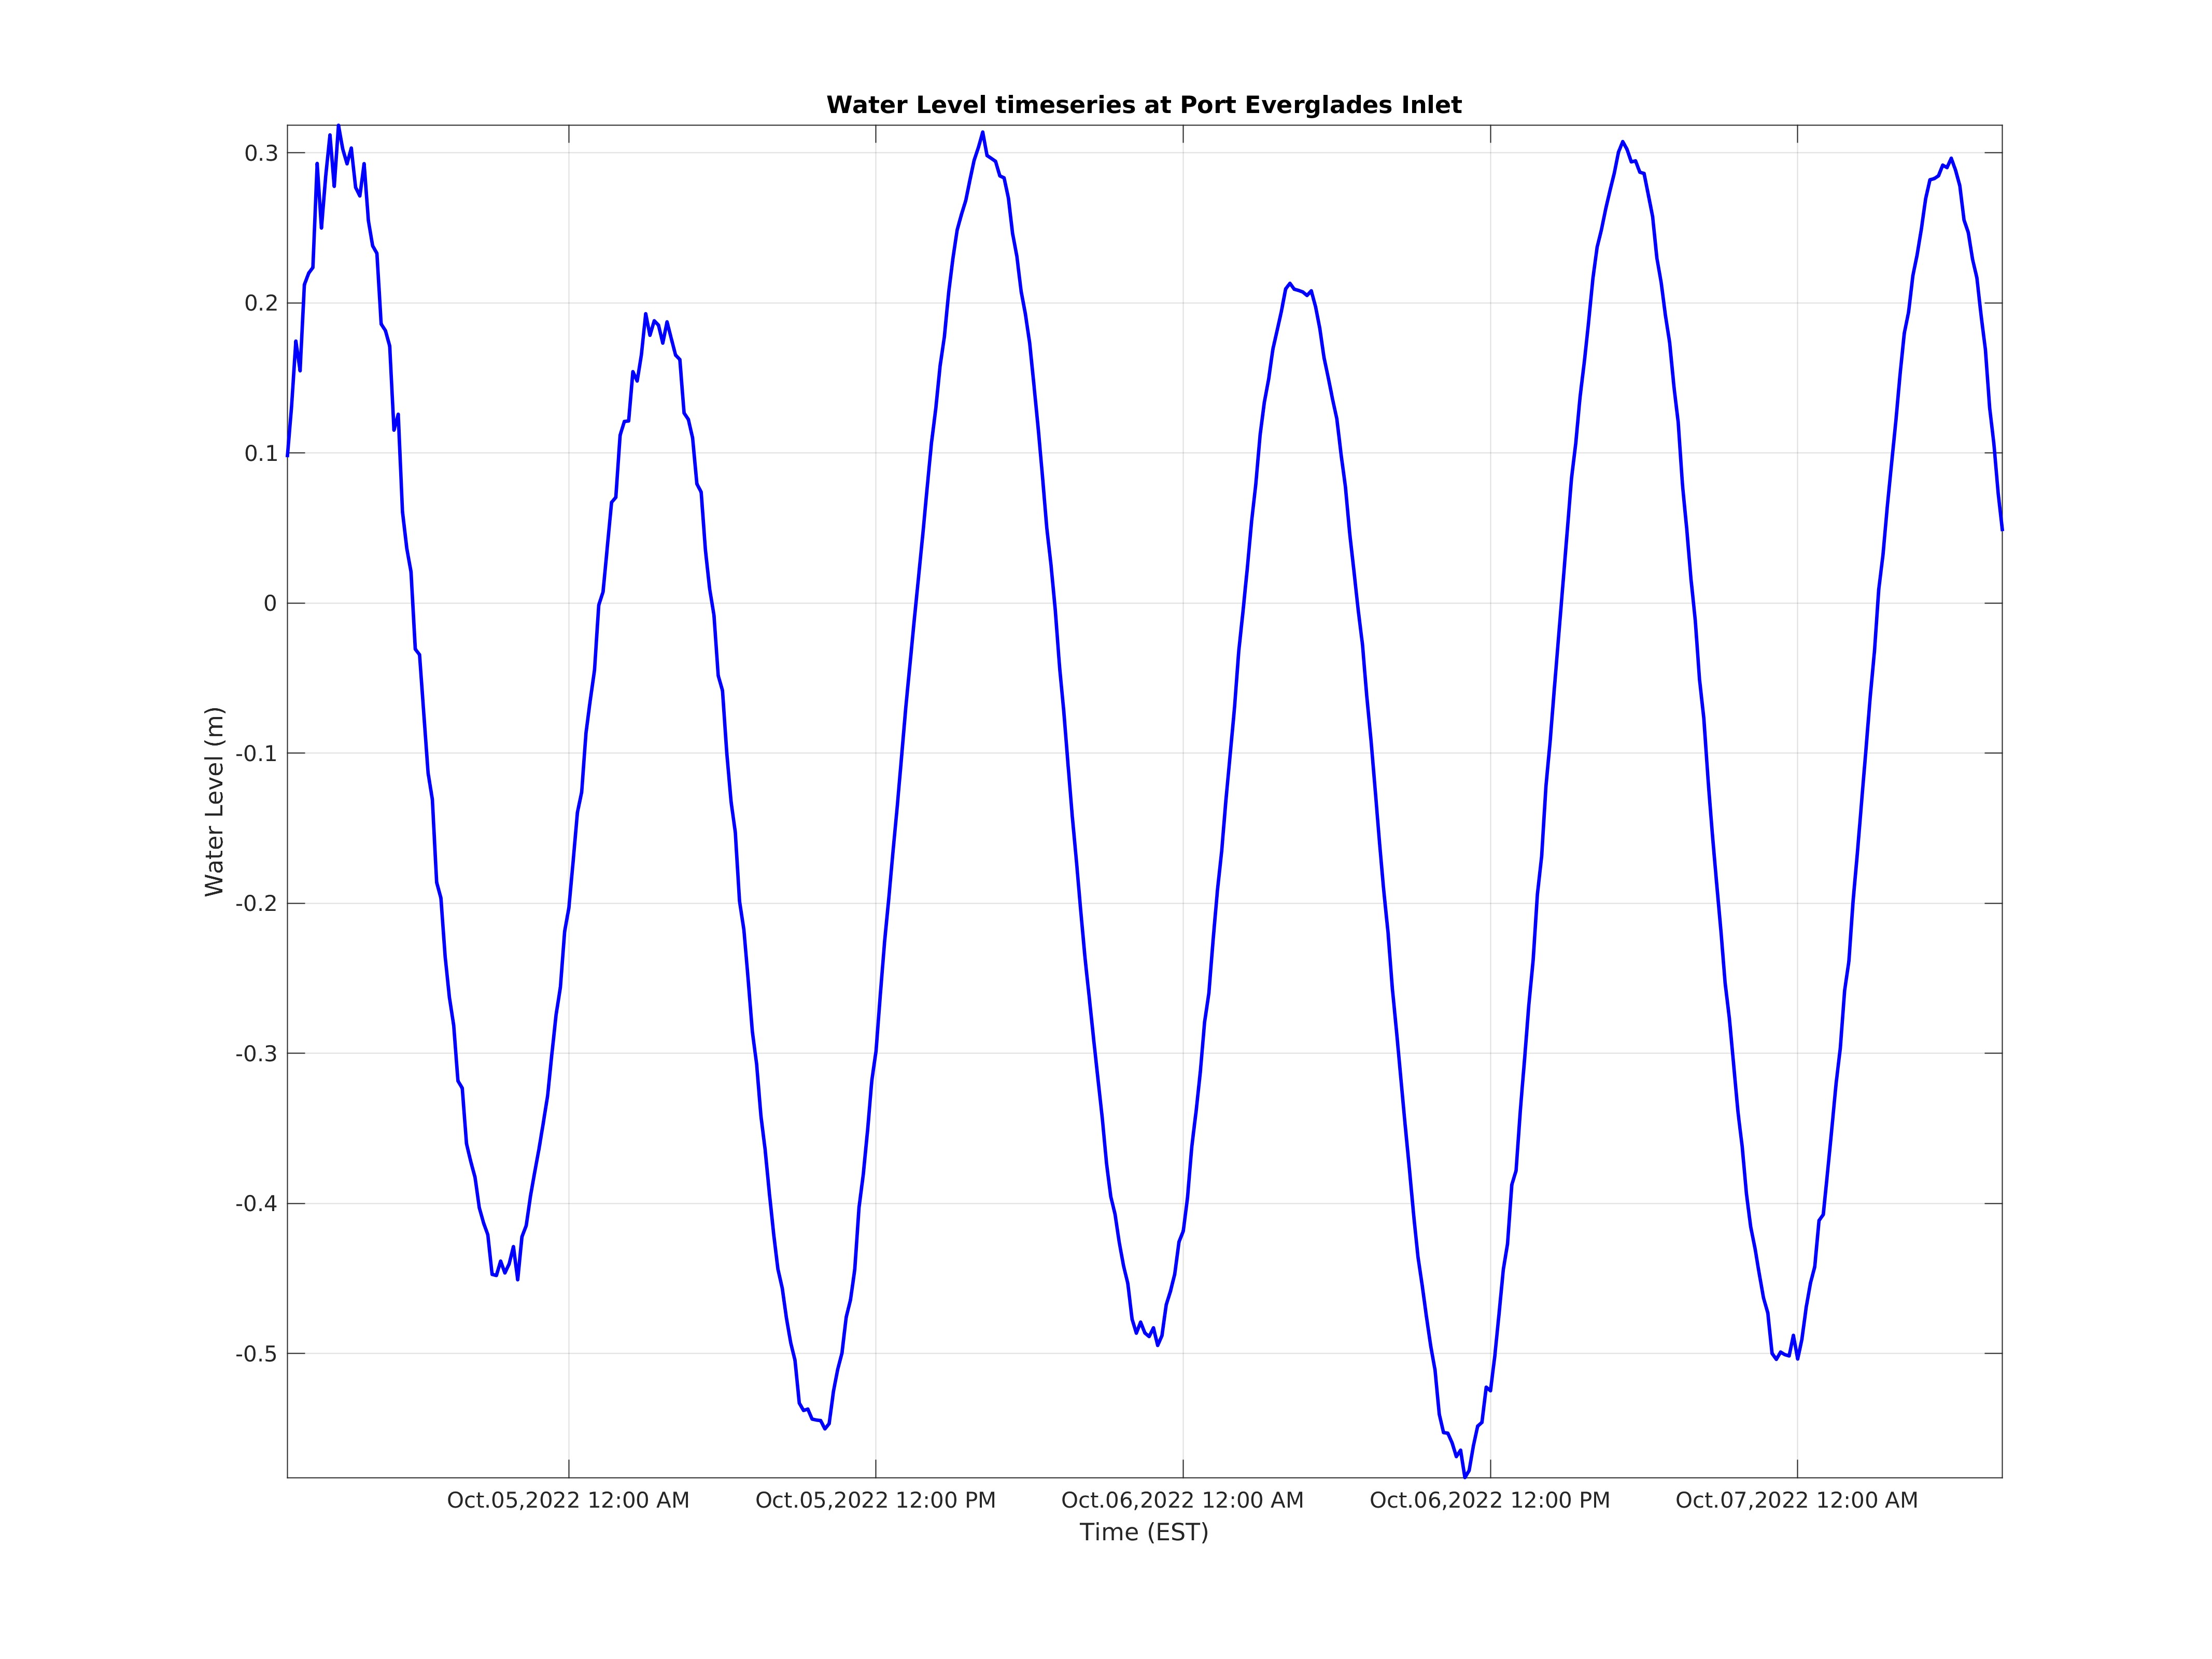 Water Level timeseries at Port Everglades Inlet
0.3
0.2
0.1
0
-0.1
-0.2
-0.3
-0.4
-0.5
Water Level (m)
Oct.05,2022 12:00 AM
Oct.05,2022 12:00 PM
Oct.06,2022 12:00 AM
Oct.06,2022 12:00 PM
Oct.07,2022 12:00 AM
Time (EST)